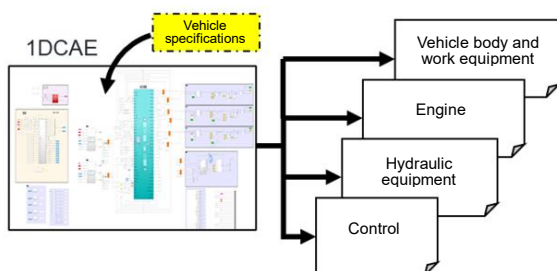 Vehicle
specifications
1DCAE
Vehicle body and
work equipment
Engine
Hydraulic
equipment
Control